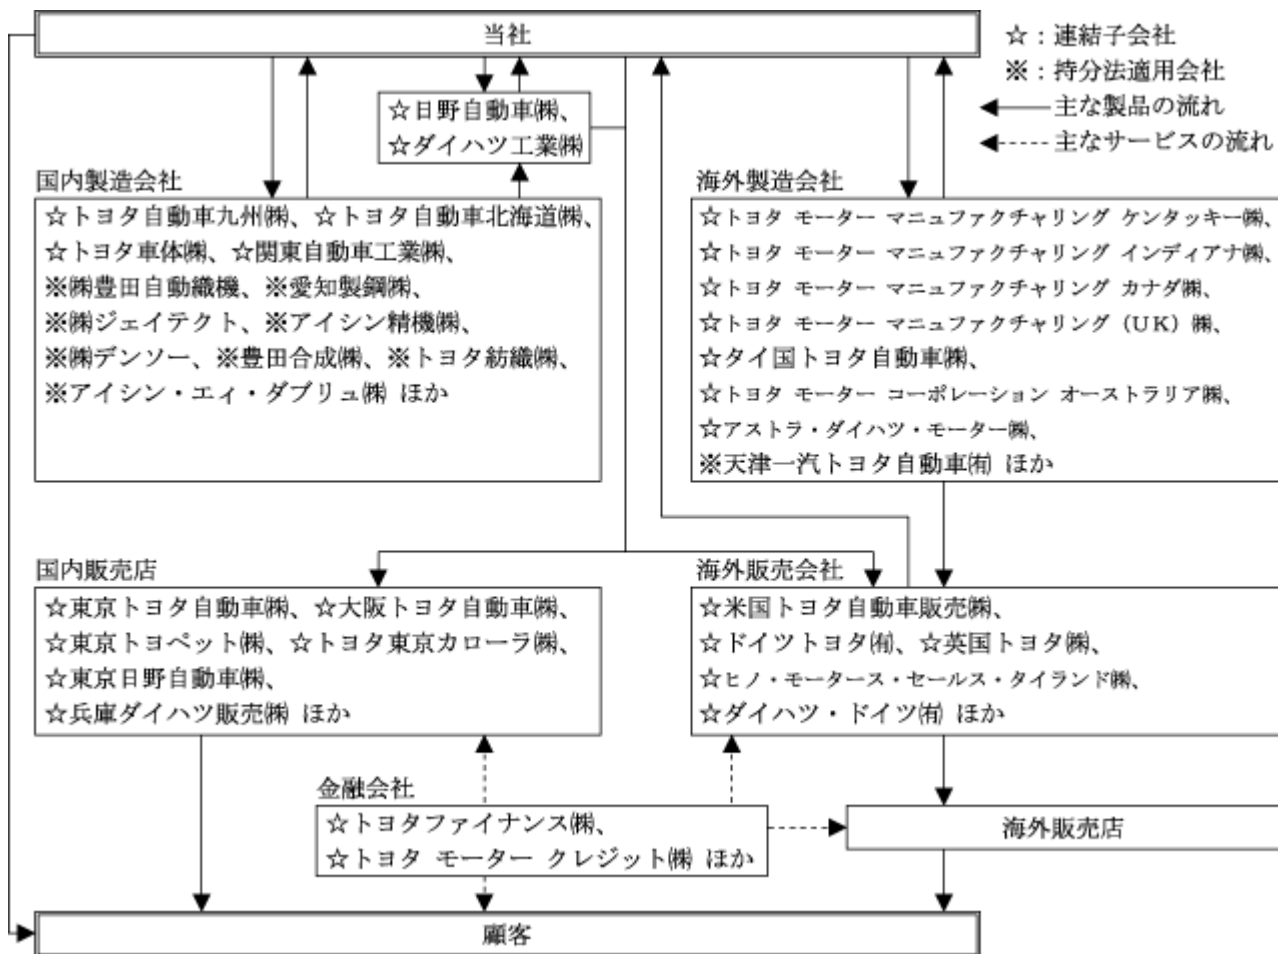 当社
☆：連結子会社
※：持分法適用会社
主な製品の流れ
主なサービスの流れ
☆日野自動車㈱、
☆ダイハツ工業㈱
国内製造会社
☆トヨタ自動車九州㈱、☆トヨタ自動車北海道㈱、
☆トヨタ車体㈱、☆関東自動車工業㈱、
※㈱豊田自動織機、※愛知製鋼㈱、
※㈱ジェイテクト、※アイシン精機㈱、
※㈱デンソー、※豊田合成㈱、※トヨタ紡織㈱、
※アイシン・エィ・ダブリュ㈱ ほか
海外製造会社
☆トヨタ モーター マニュファクチャリング ケンタッキー㈱、
☆トヨタ モーター マニュファクチャリング インディアナ㈱、
☆トヨタ モーター マニュファクチャリング カナダ㈱、
☆トヨタ モーター マニュファクチャリング（UK）㈱、
☆タイ国トヨタ自動車㈱、
☆トヨタ モーター コーポレーション オーストラリア㈱、
☆アストラ・ダイハツ・モーター㈱、
※天津一汽トヨタ自動車㈲ ほか
国内販売店
☆東京トヨタ自動車㈱、☆大阪トヨタ自動車㈱、
☆東京トヨペット㈱、☆トヨタ東京カローラ㈱、
☆東京日野自動車㈱、
☆兵庫ダイハツ販売㈱ ほか
海外販売会社
☆米国トヨタ自動車販売㈱、
☆ドイツトヨタ㈲、☆英国トヨタ㈱、
☆ヒノ・モータース・セールス・タイランド㈱、
☆ダイハツ・ドイツ㈲ ほか
金融会社
☆トヨタファイナンス㈱、
☆トヨタ モーター クレジット㈱ ほか
海外販売店
顧客